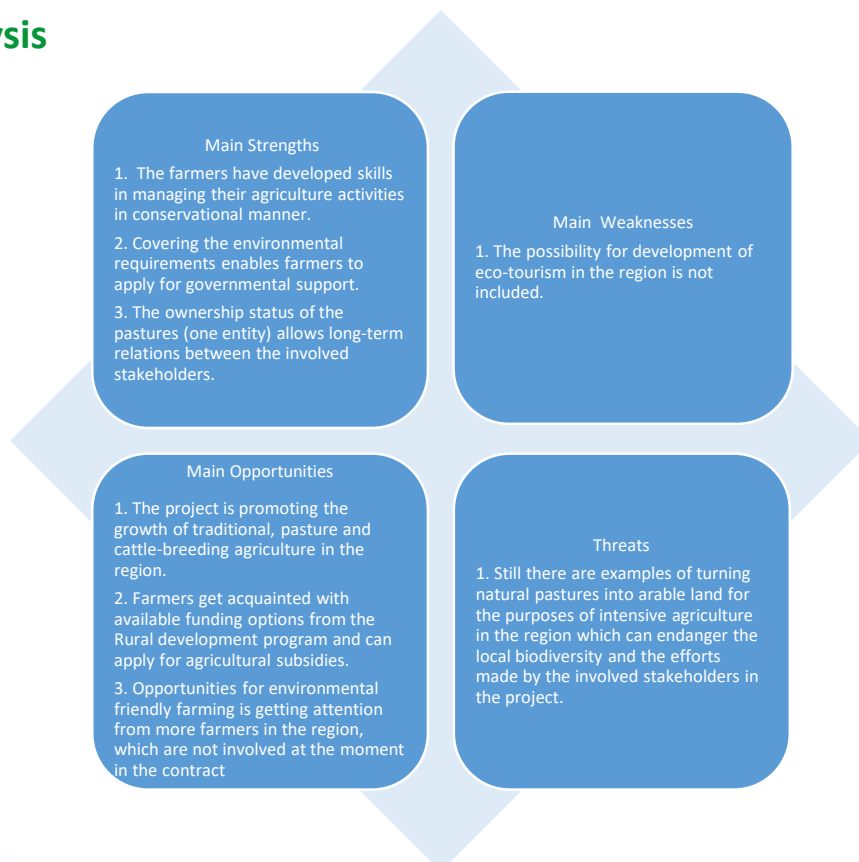 ysis
Main Strengths
1. The farmers have developed skills
in managing their agriculture activities
in conservational manner.
2. Covering the environmental
requirements enables farmers to
apply for governmental support.
3. The ownership status of the
pastures (one entity) allows long-term
relations between the involved
stakeholders.
Main Weaknesses
1. The possibility for development of
eco-tourism in the region is not
included.
Main Opportunities
1. The project is promoting the
growth of traditional, pasture and
cattle-breeding agriculture in the
region.
2. Farmers get acquainted with
available funding options from the
Rural development program and can
apply for agricultural subsidies.
3. Opportunities for environmental
friendly farming is getting attention
from more farmers in the region,
which are not involved at the moment
in the contract
Threats
1. Still there are examples of turning
natural pastures into arable land for
the purposes of intensive agriculture
in the region which can endanger the
local biodiversity and the efforts
made by the involved stakeholders in
the project.